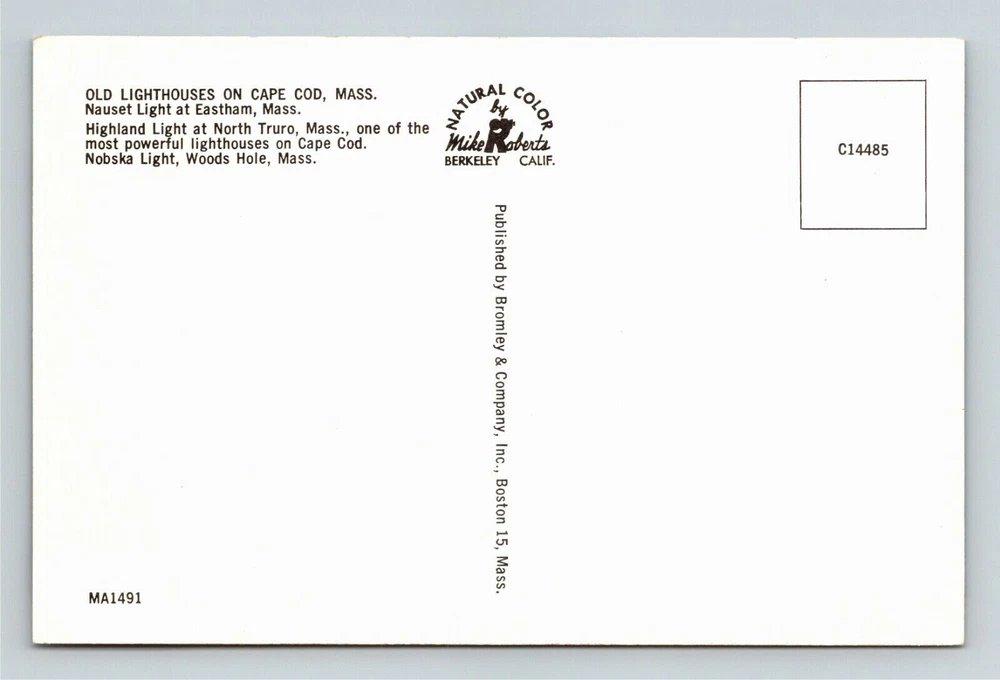 OLD LIGHTHOUSES ON CAPE COD, MASS.
Nauset Light at Eastham, Mass.
Highland Light at North Truro, Mass., one of the
most powerful lighthouses on Cape Cod.
Nobska Light, Woods Hole, Mass.
NATURAL COLOR
by
Mike Roberts
BERKELEY CALIF.
C14485
Published by Bromley & Company, Inc., Boston 15, Mass.
MA1491